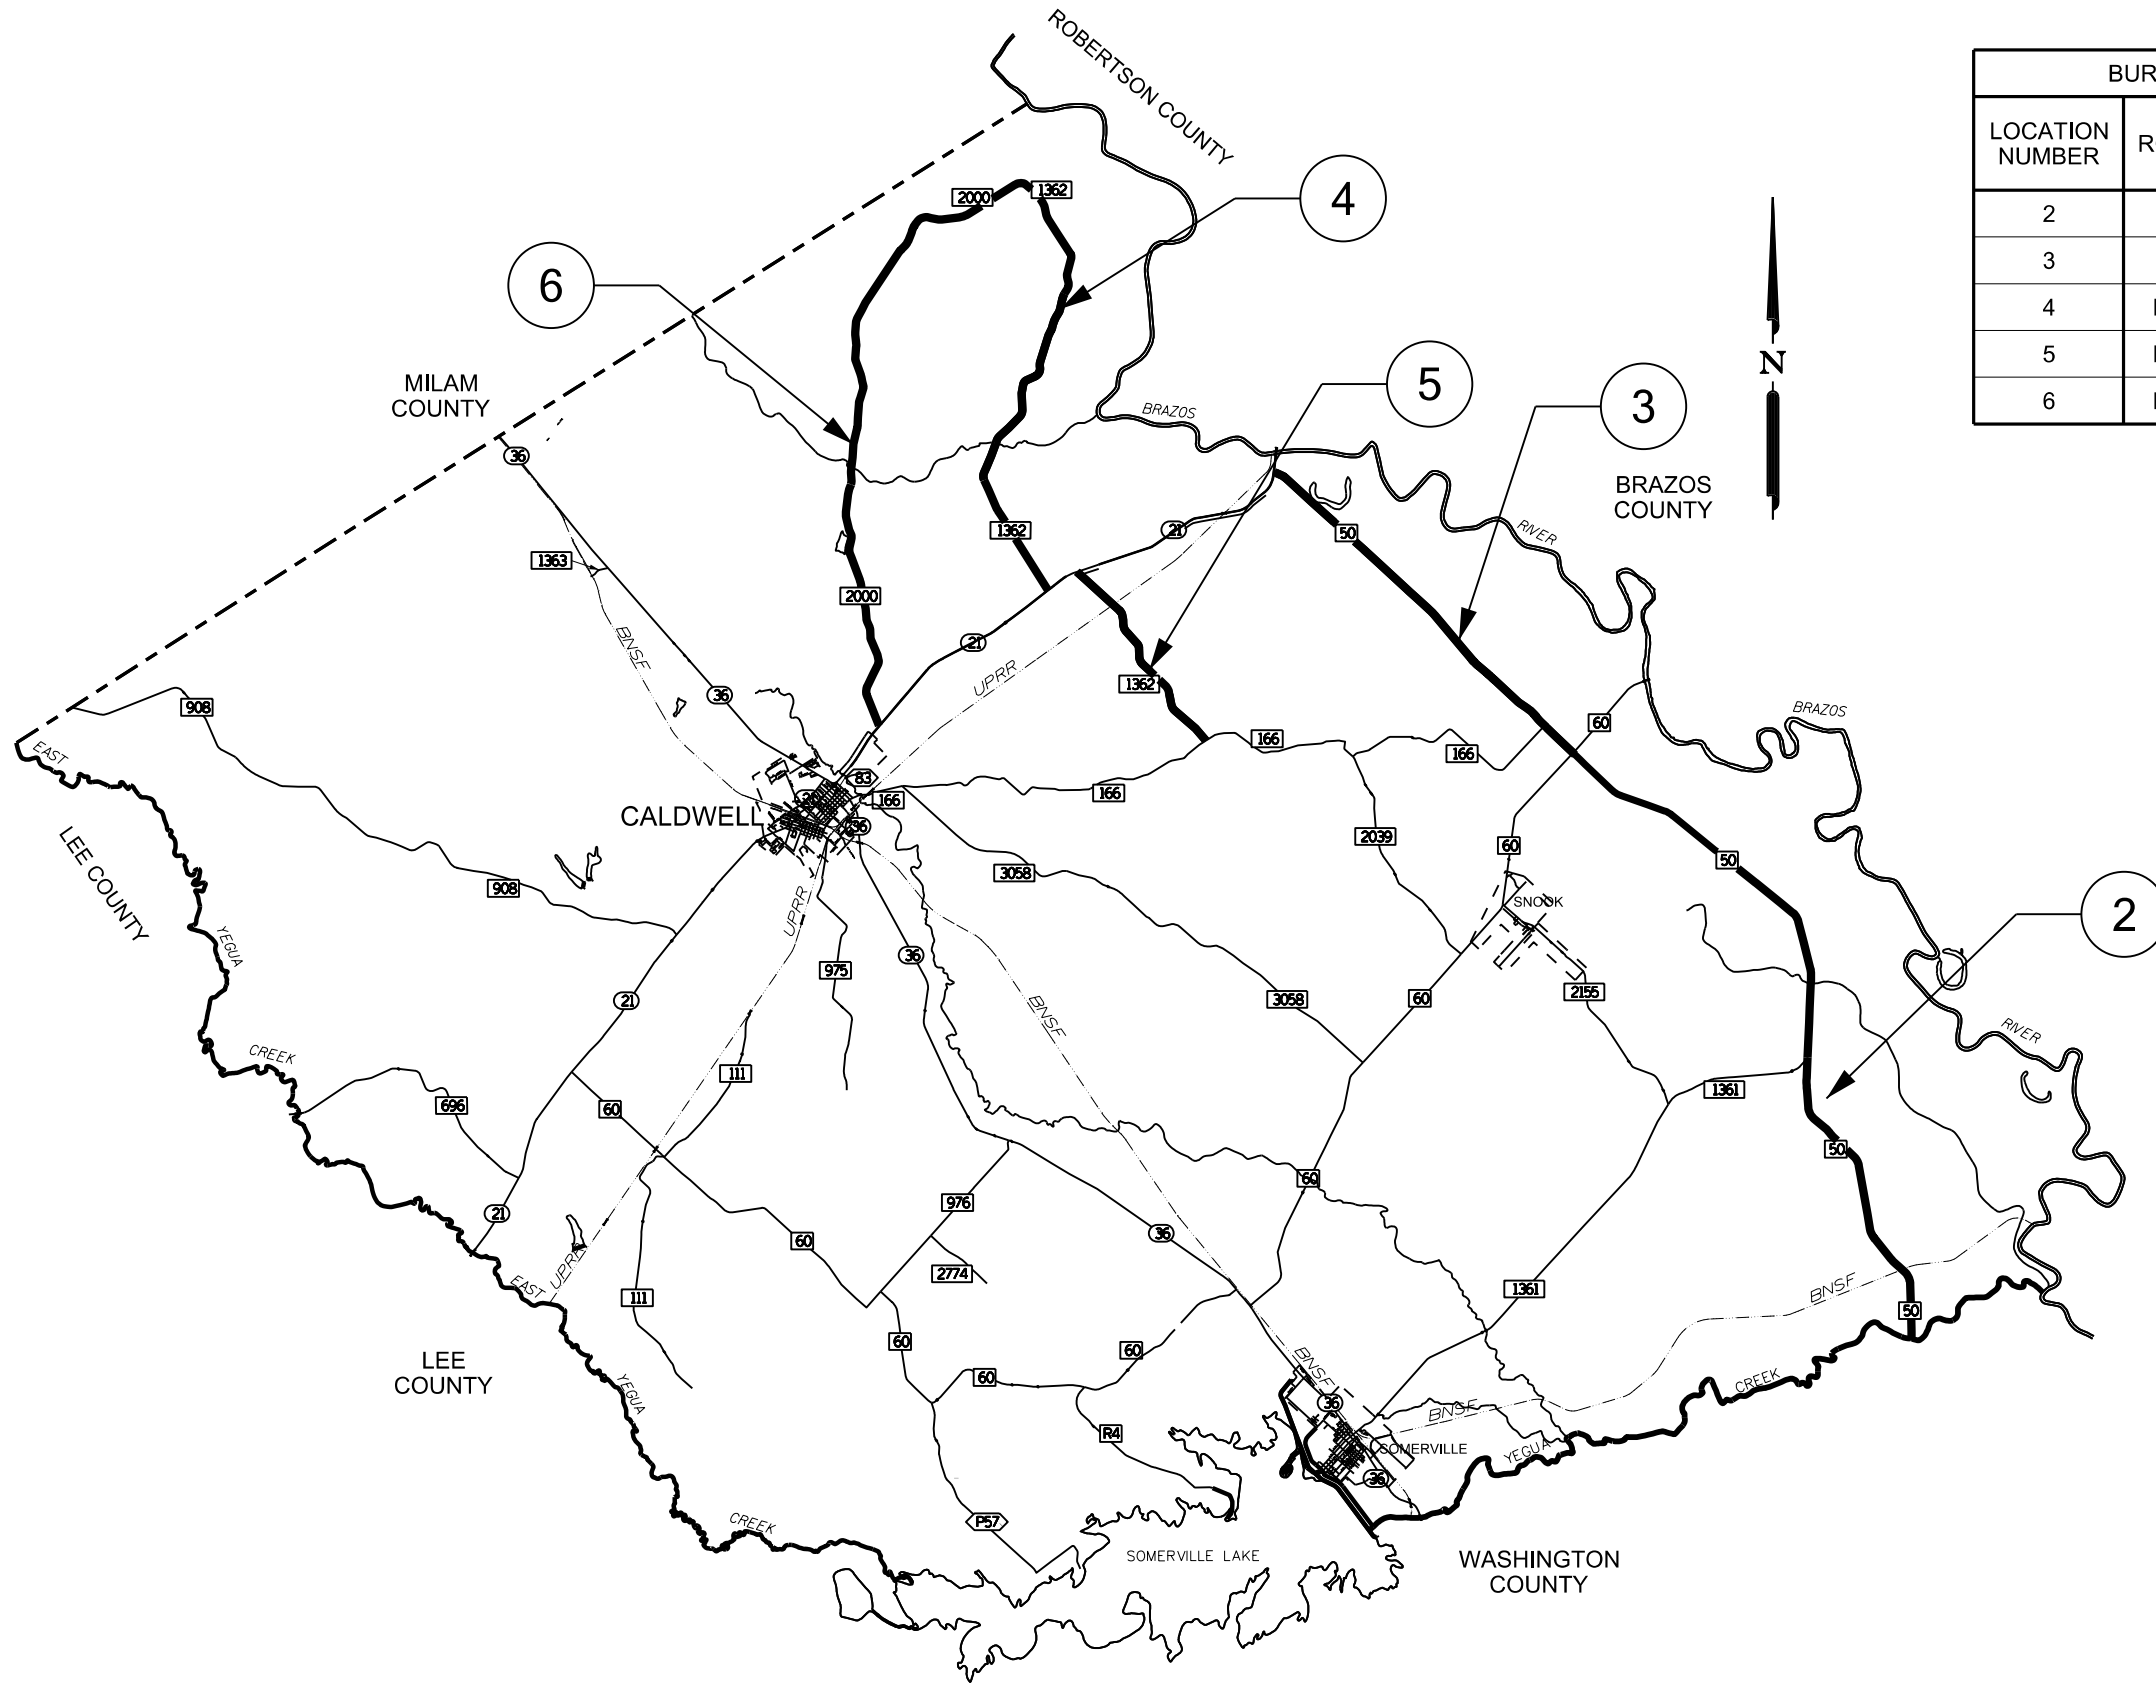 ROBERTSON COUNTY
BUR
LOCATION
NUMBER
R
2
3
4
5
6
2000
1362
4
6
N
MILAM
COUNTY
5
3
BRAZOS
BRAZOS
COUNTY
36
RIVER
50
1362
21
1363
2000
BNSF
21
UPRR
1362
36
908
60
BRAZOS
166
166
EAST
83
166
166
CALDWELL
36
LEE COUNTY
2039
60
50
908
3058
SNOOK
2
UPRR
YEGUA
36
975
3058
60
2155
21
BNSF
RIVER
CREEK
111
1361
696
60
50
60
976
21
36
60
2774
1361
UPRR
EAST
111
BNSF
50
60
60
60
LEE
COUNTY
BNSF
YEGUA
CREEK
36
BNSF
R4
SOMERVILLE
YEGUA
36
CREEK
P57
SOMERVILLE LAKE
WASHINGTON
COUNTY